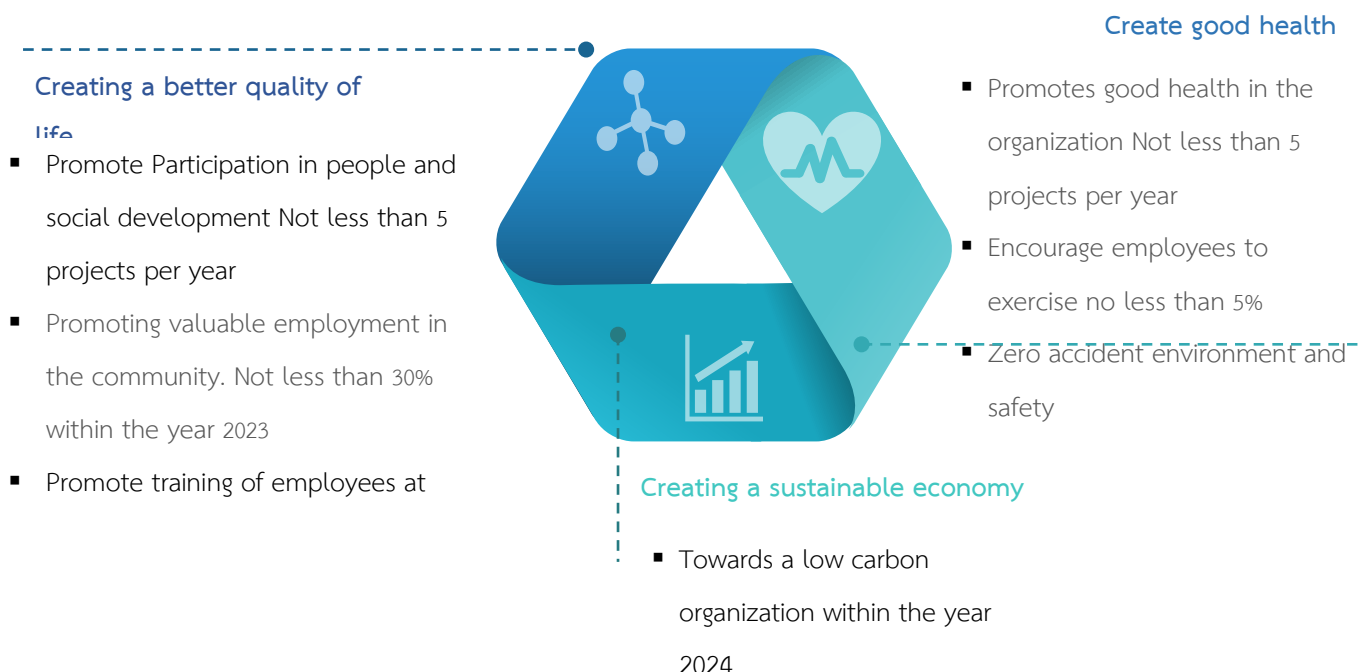 Creating a better quality of
life
▪ Promote Participation in people and
social development Not less than 5
projects per year
▪ Promoting valuable employment in
the community. Not less than 30%
within the year 2023
▪ Promote training of employees at
Create good health
▪ Promotes good health in the
organization Not less than 5
projects per year
▪ Encourage employees to
exercise no less than 5%
▪ Zero accident environment and
safety
Creating a sustainable economy
▪ Towards a low carbon
organization within the year
2024